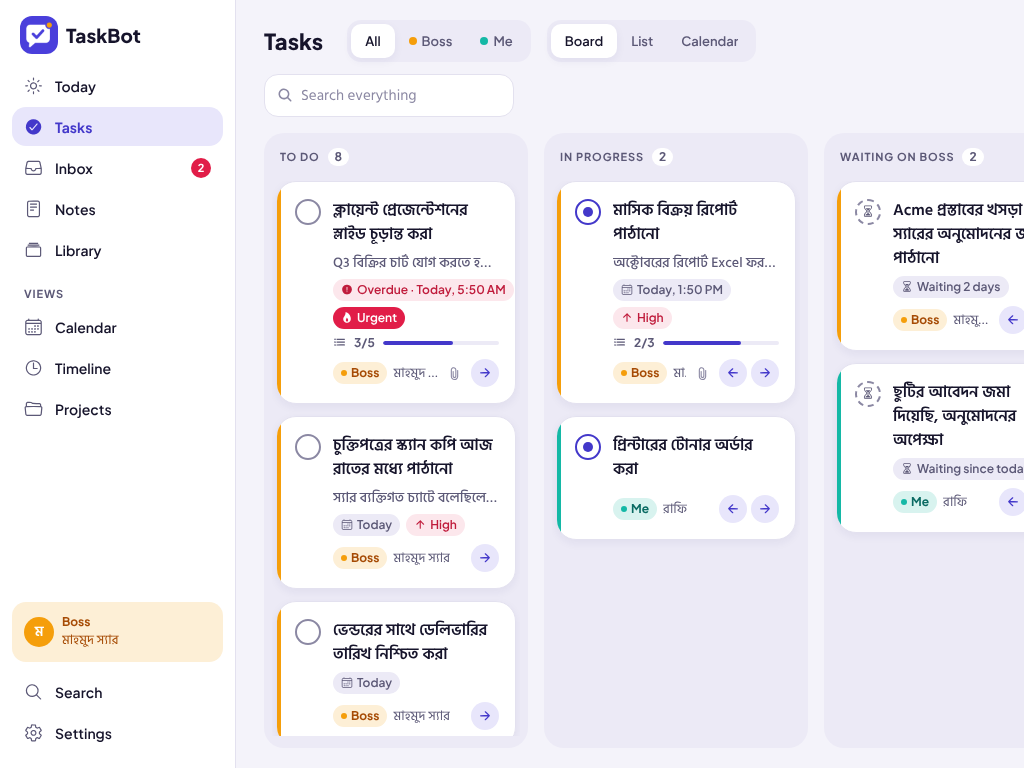 TaskBot
Today
Tasks
Inbox 2
Notes
Library
VIEWS
Calendar
Timeline
Projects
ম Boss
মাহমুদ স্যার
Search
Settings
Tasks All Boss Me Board List Calendar
Search everything
TO DO 8
ক্লায়েন্ট প্রেজেন্টেশনের
স্লাইড চূড়ান্ত করা
Q3 বিক্রির চার্ট যোগ করতে হ...
Overdue · Today, 5:50 AM
Urgent
3/5
Boss মাহমুদ ...
চুক্তিপত্রের স্ক্যান কপি আজ
রাতের মধ্যে পাঠানো
স্যার ব্যক্তিগত চ্যাটে বলেছিলে...
Today High
Boss মাহমুদ স্যার
ভেন্ডরের সাথে ডেলিভারির
তারিখ নিশ্চিত করা
Today
Boss মাহমুদ স্যার
IN PROGRESS 2
মাসিক বিক্রয় রিপোর্ট
পাঠানো
অক্টোবরের রিপোর্ট Excel ফর...
Today, 1:50 PM
High
2/3
Boss মা.
প্রিন্টারের টোনার অর্ডার
করা
Me রাফি
WAITING ON BOSS 2
Acme প্রস্তাবের খসড়া
স্যারের অনুমোদনের জ
পাঠানো
Waiting 2 days
Boss মাহমু...
ছুটির আবেদন জমা
দিয়েছি, অনুমোদনের
অপেক্ষা
Waiting since toda
Me রাফি